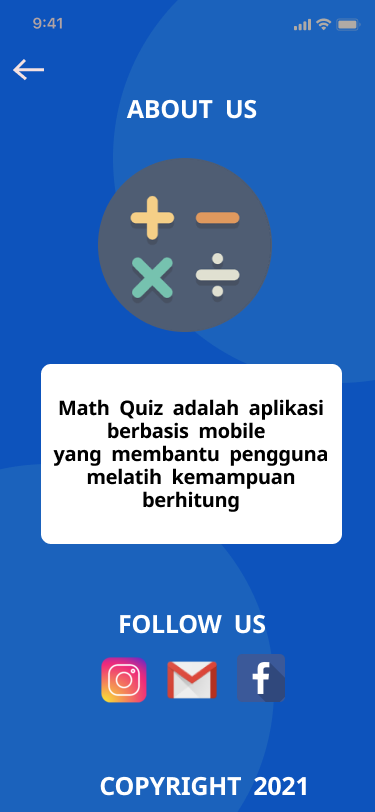 9:41
ABOUT US
Math Quiz adalah aplikasi
berbasis mobile
yang membantu pengguna
melatih kemampuan
berhitung
FOLLOW US
COPYRIGHT 2021